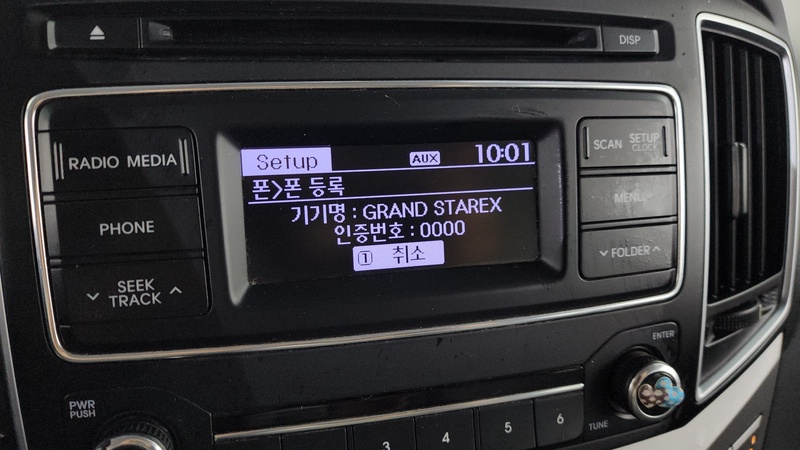 DISP
RADIO MEDIA
PHONE
SEEK
TRACK
Setup AUX 10:01
폰>폰 등록
기기명 : GRAND STAREX
인증번호 : 0000
1 취소
SCAN SETUP
CLOCK
MENU
FOLDER
PWR
PUSH
3 4 5 6
ENTER
TUNE